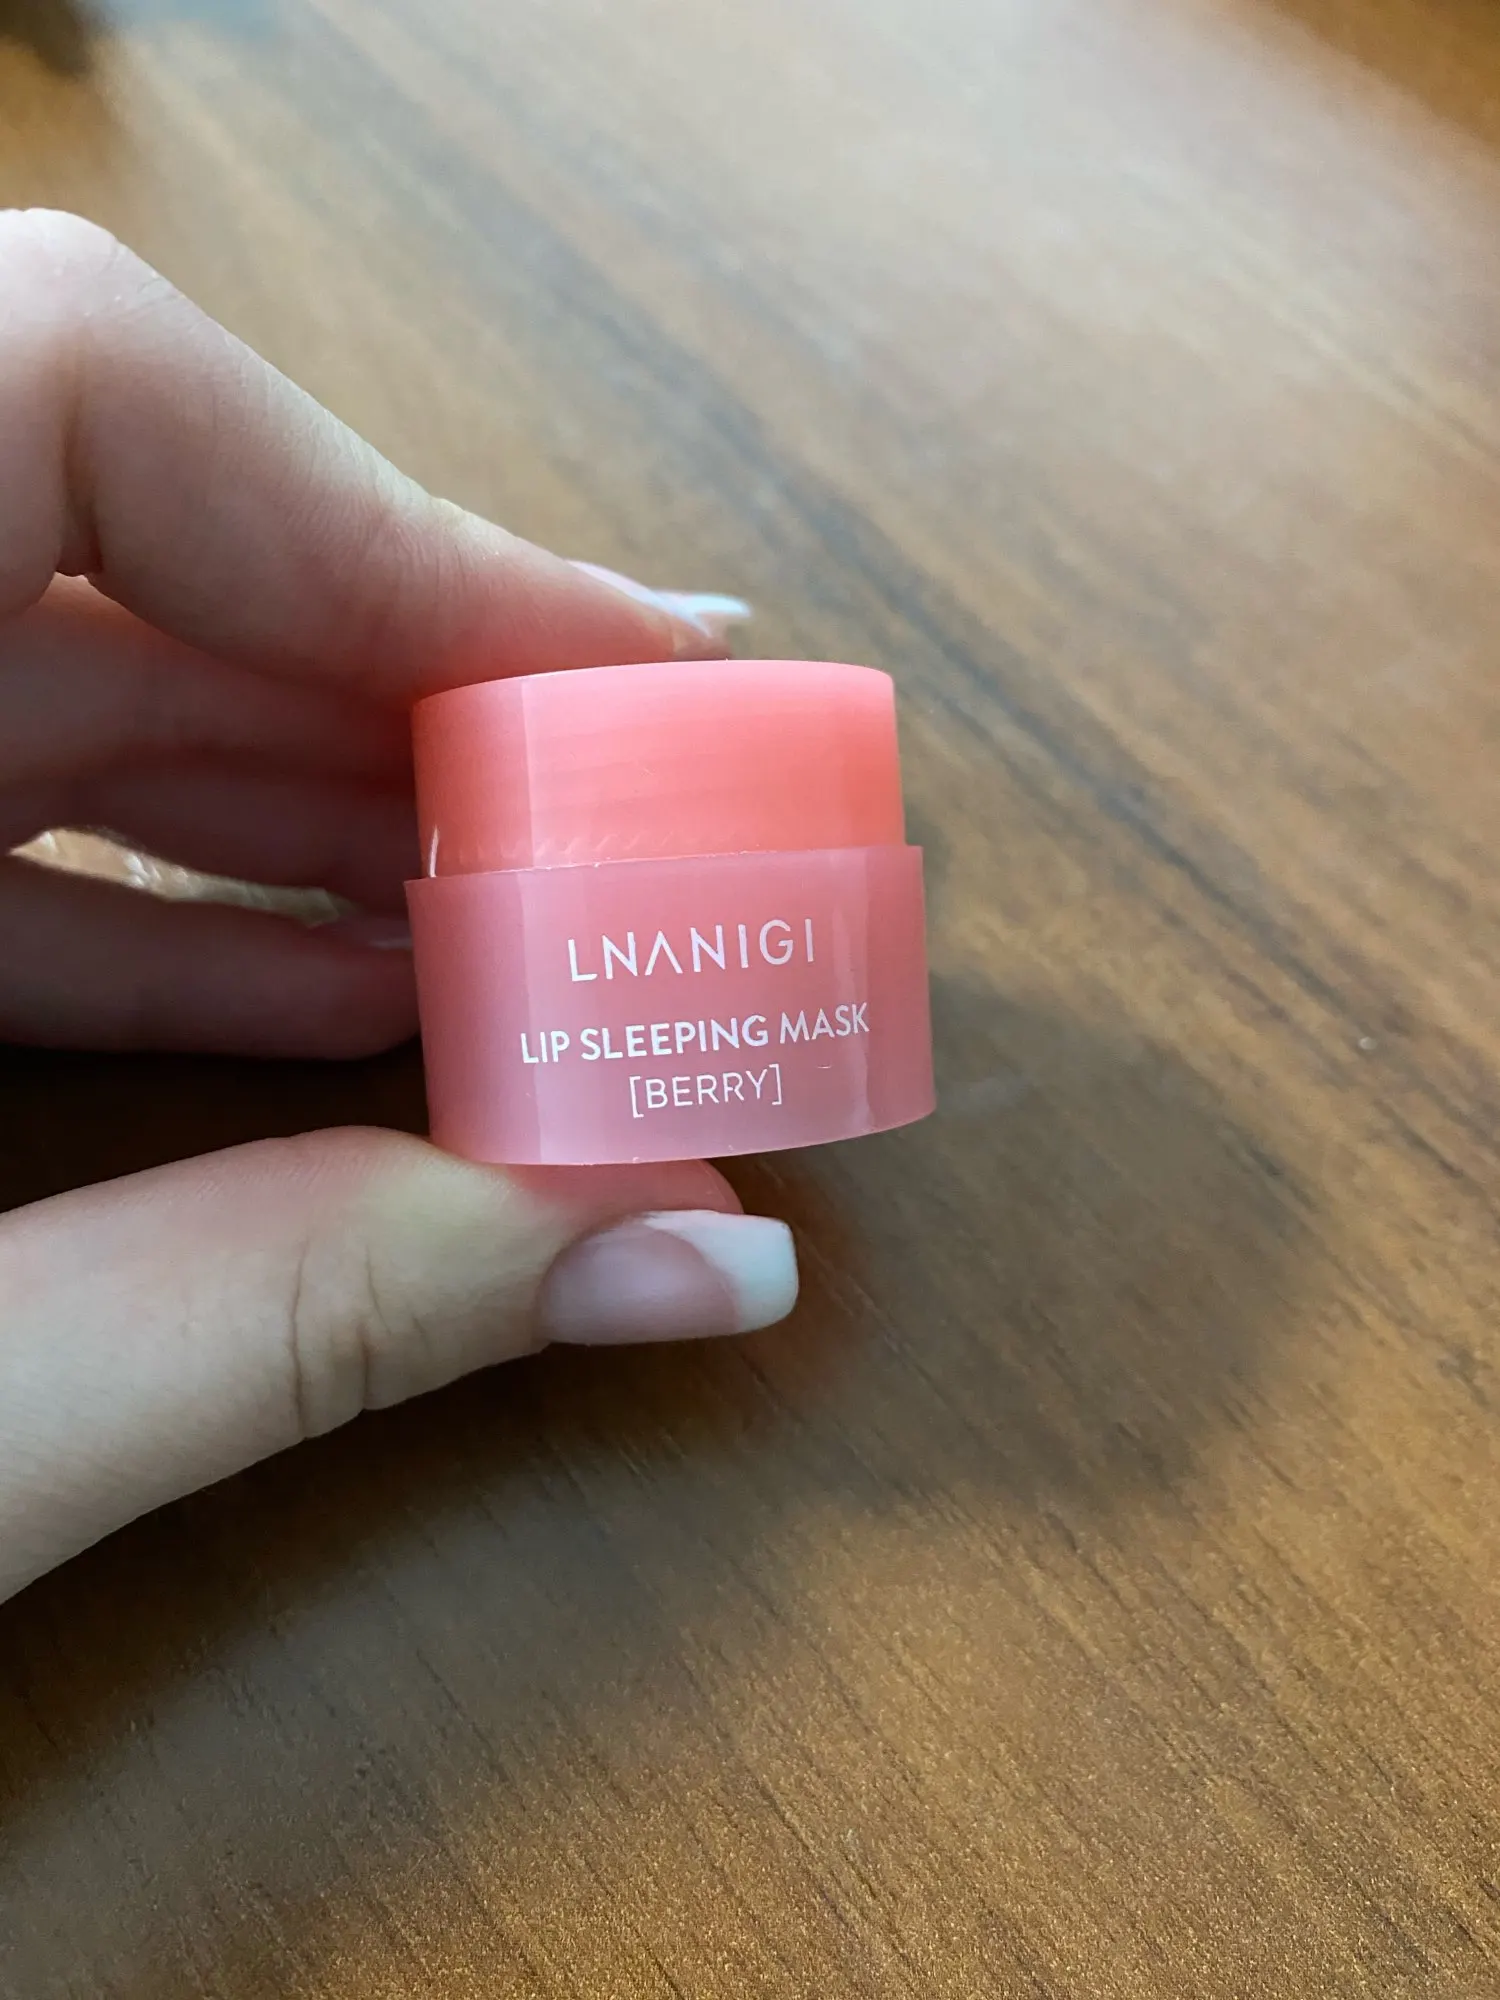 LNANIGI
LIP SLEEPING MASK
[BERRY]